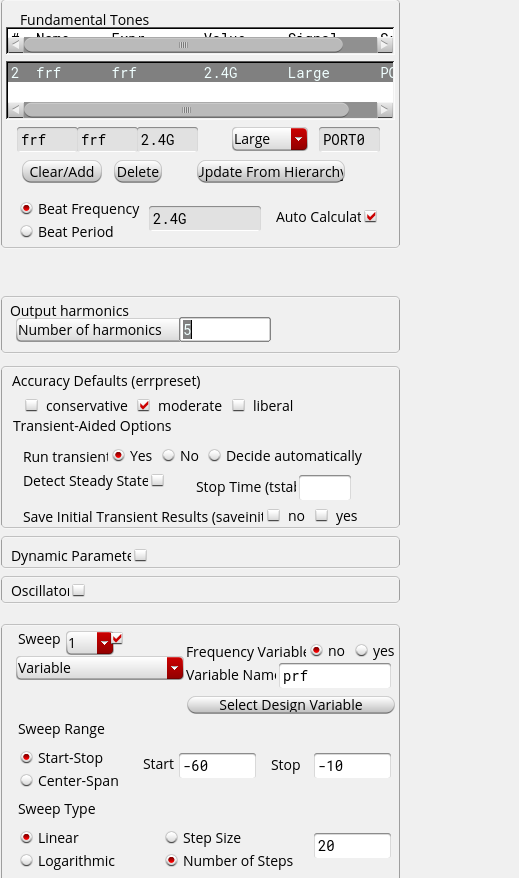 Fundamental Tones
# Name Expr Value Signal
2 frf frf 2.4G Large PO
frf frf 2.4G Large PORT0
Clear/Add Delete Update From Hierarchy
Beat Frequency 2.4G Auto Calculat
Beat Period
Output harmonics
Number of harmonics 5
Accuracy Defaults (errpreset)
conservative moderate liberal
Transient-Aided Options
Run transient Yes No Decide automatically
Detect Steady State Stop Time (tstal
Save Initial Transient Results (saveinit no yes
Dynamic Paramete
Oscillator
Sweep 1 Frequency Variable no yes
Variable Variable Nam prf
Select Design Variable
Sweep Range
Start-Stop Start -60 Stop -10
Center-Span
Sweep Type
Linear Step Size 20
Logarithmic Number of Steps